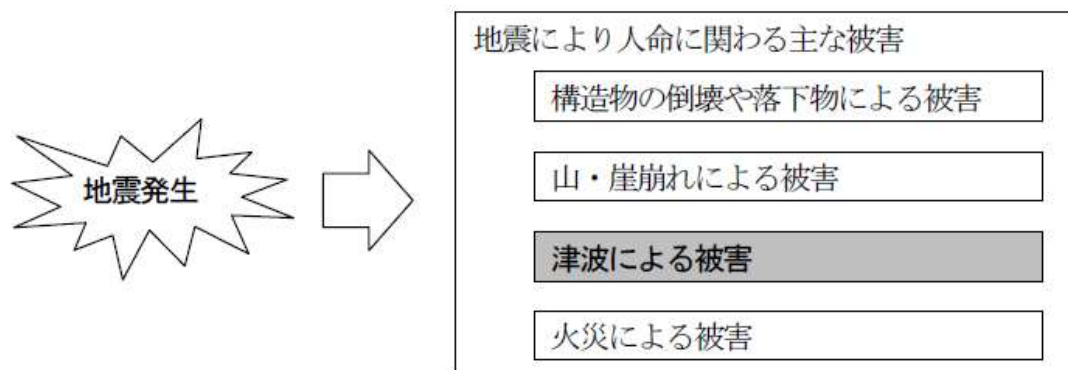 地震により人命に関わる主な被害
構造物の倒壊や落下物による被害
地震発生
山・崖崩れによる被害
津波による被害
火災による被害